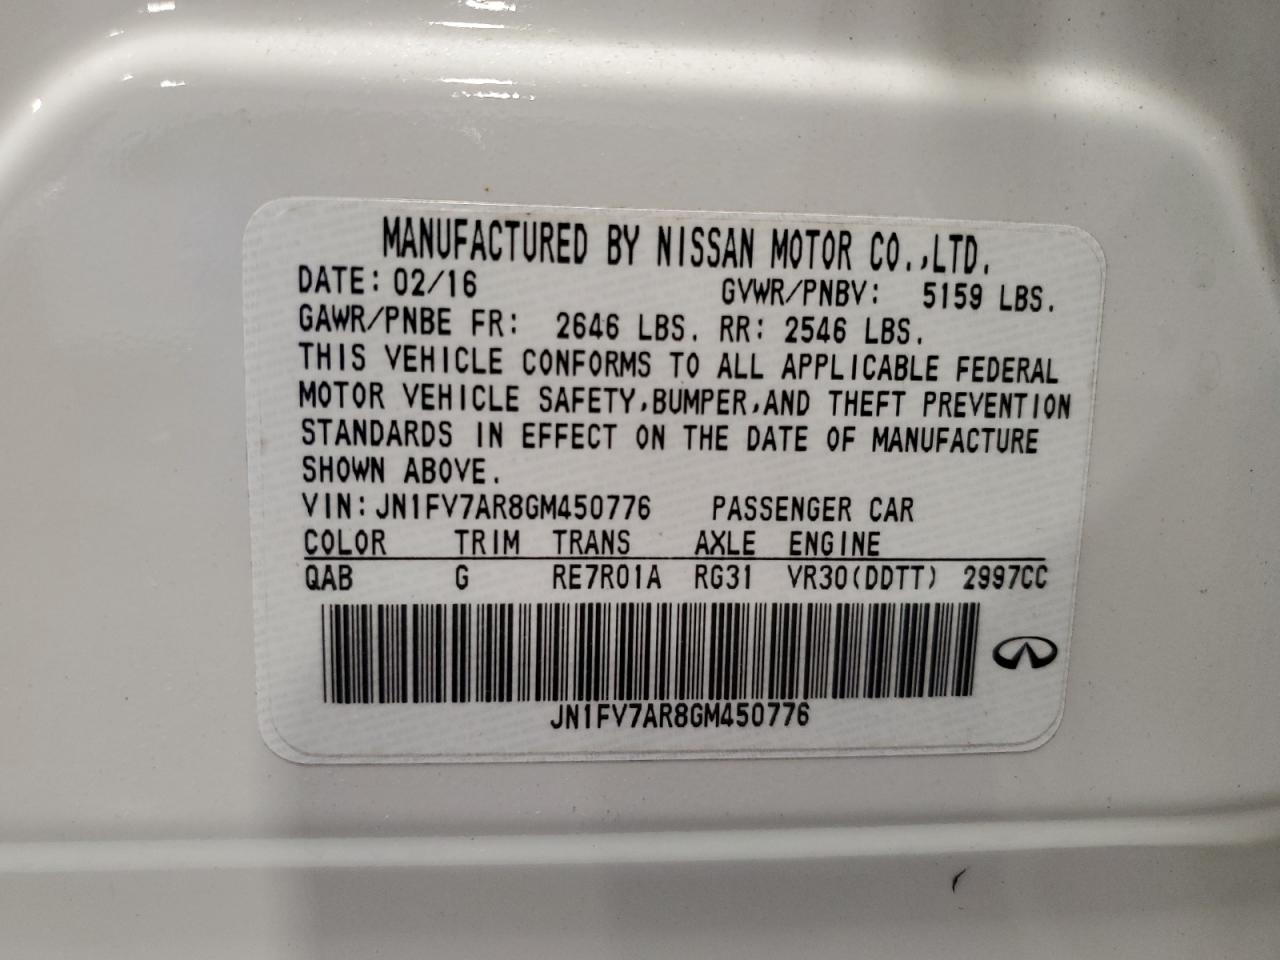 MANUFACTURED BY NISSAN MOTOR CO.,LTD.
DATE: 02/16 GVWR/PNBV: 5159 LBS.
GAWR/PNBE FR: 2646 LBS. RR: 2546 LBS.
THIS VEHICLE CONFORMS TO ALL APPLICABLE FEDERAL
MOTOR VEHICLE SAFETY,BUMPER,AND THEFT PREVENTION
STANDARDS IN EFFECT ON THE DATE OF MANUFACTURE
SHOWN ABOVE.
VIN:JN1FV7AR8GM450776 PASSENGER CAR
COLOR TRIM TRANS AXLE ENGINE
QAB G RE7R01A RG31 VR30(DDTT) 2997CC
JN1FV7AR8GM450776